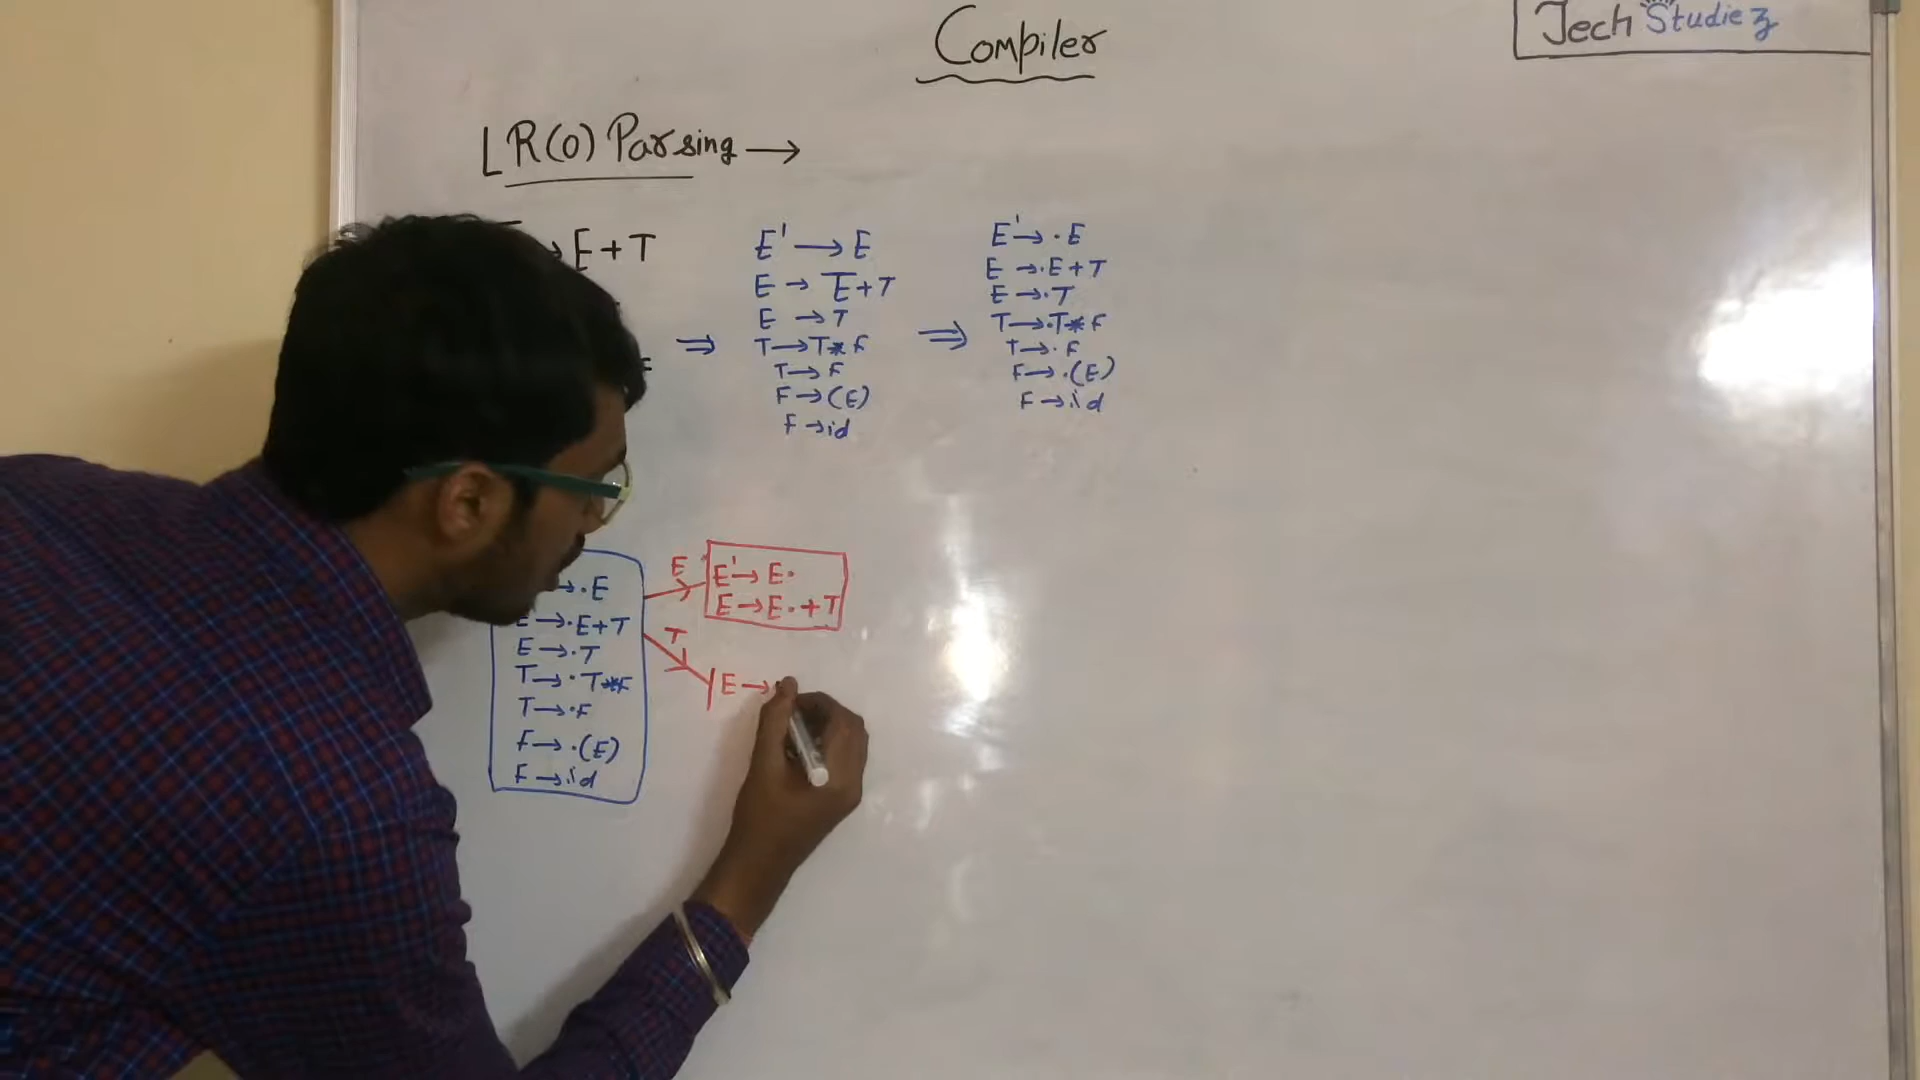 Compiler
Tech Studiez
LR(0) Parsing →
→ E+T
E' → E
E → E+T
E → T
T → T*F
T → F
F → (E)
F → id
⇒
⇒
E' → .E
E → .E+T
E → .T
T → .T*F
T → .F
F → .(E)
F → .id
→ .E
E → .E+T
E → .T
T → .T*F
T → .F
F → .(E)
F → .id
E
E' → E.
E → E.+T
T
E →